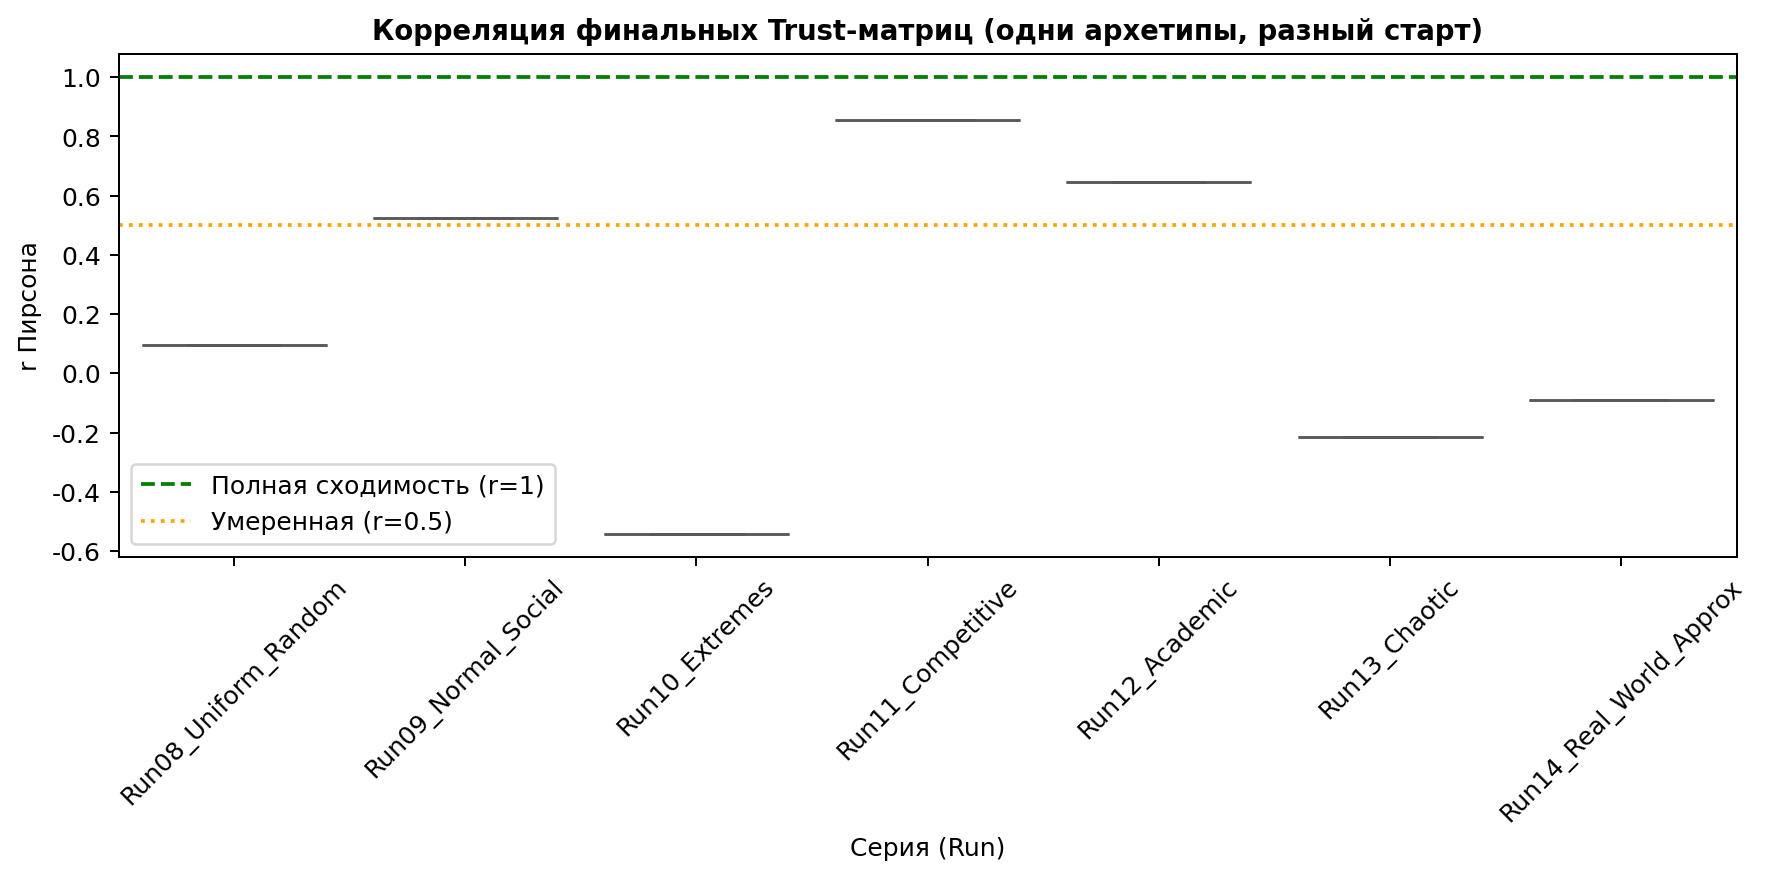 Корреляция финальных Trust-матриц (одни архетипы, разный старт)
1.0
0.8
0.6
0.4
0.2
0.0
-0.2
-0.4
-0.6
r Пирсона
Полная сходимость (r=1)
Умеренная (r=0.5)
Run08_Uniform_Random
Run09_Normal_Social
Run10_Extremes
Run11_Competitive
Run12_Academic
Run13_Chaotic
Run14_Real_World_Approx
Серия (Run)